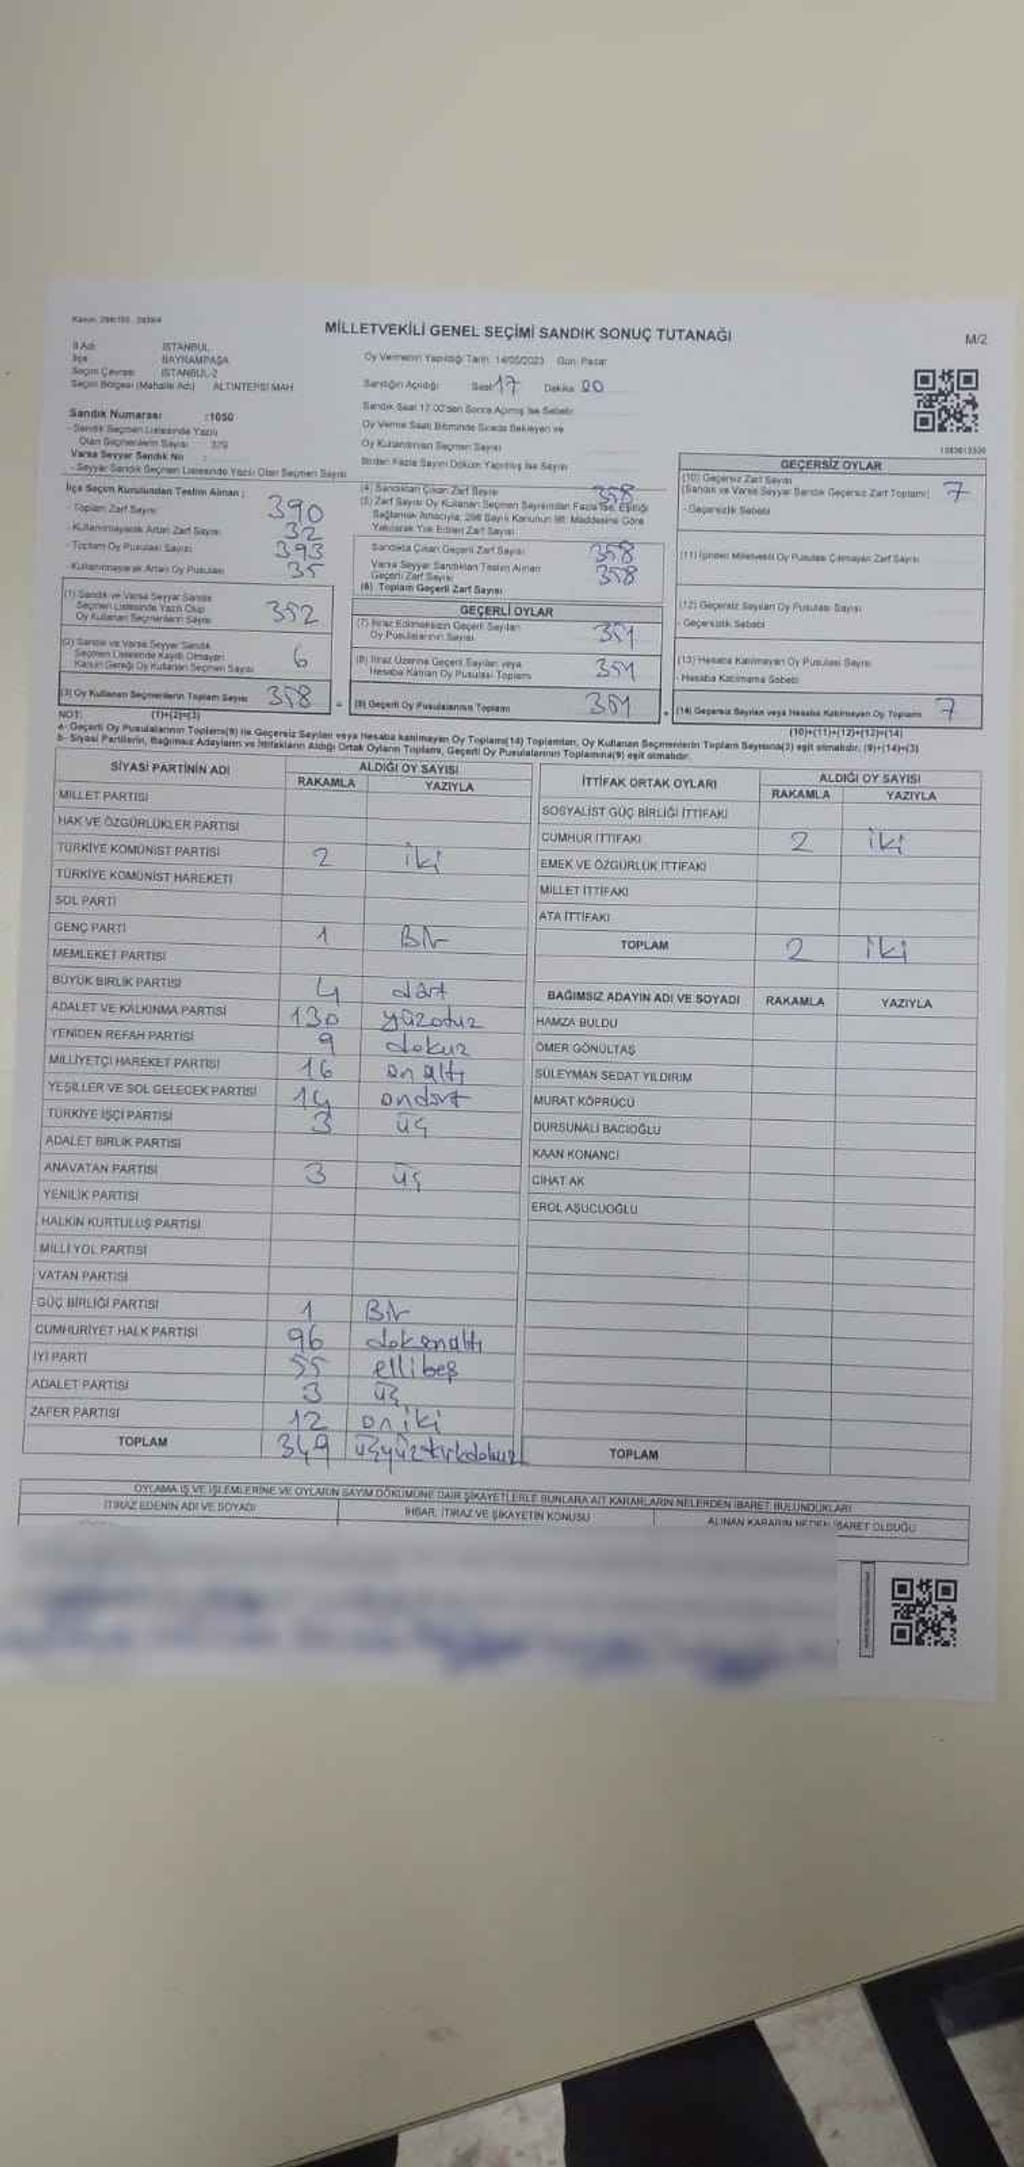 MİLLETVEKİLİ GENEL SEÇİMİ SANDIK SONUÇ TUTANAĞI
M/2
İl Adı : İSTANBUL
İlçe : BAYRAMPAŞA
Seçim Çevresi : İSTANBUL-2
Seçim Bölgesi (Mahalle Adı) : ALTINTEPSİ MAH
Oy Vermenin Yapıldığı Tarih: 14/05/2023 Gün: Pazar
Sandığın Açıldığı Saat 17 Dakika 00
Sandık Saat 17.00'den Sonra Açılmış İse Sebebi
Oy Verme Saati Bitiminde Sırada Bekleyen ve
Oy Kullandırılan Seçmen Sayısı
Birden Fazla Sayım Döküm Yapılmış İse Sayısı
Sandık Numarası : 1050
- Sandık Seçmen Listesinde Yazılı
Olan Seçmenlerin Sayısı 379
Varsa Seyyar Sandık No :
- Seyyar Sandık Seçmen Listesinde Yazılı Olan Seçmen Sayısı
İlçe Seçim Kurulundan Teslim Alınan ;
- Toplam Zarf Sayısı 390
- Kullanılmayarak Artan Zarf Sayısı 32
- Toplam Oy Pusulası Sayısı 393
- Kullanılmayarak Artan Oy Pusulası 35
(1) Sandık ve Varsa Seyyar Sandık
Seçmen Listesinde Yazılı Olup
Oy Kullanan Seçmenlerin Sayısı 352
(2) Sandık ve Varsa Seyyar Sandık
Seçmen Listesinde Kayıtlı Olmayan
Kanun Gereği Oy Kullanan Seçmen Sayısı 6
(3) Oy Kullanan Seçmenlerin Toplam Sayısı 358
(1)+(2)=(3)
(4) Sandıktan Çıkan Zarf Sayısı 358
(5) Zarf Sayısı Oy Kullanan Seçmen Sayısından Fazla İse, Eşitliği
Sağlamak Amacıyla, 298 Sayılı Kanunun 98. Maddesine Göre
Yakılarak Yok Edilen Zarf Sayısı
Sandıkta Çıkan Geçerli Zarf Sayısı 358
Varsa Seyyar Sandıktan Teslim Alınan
Geçerli Zarf Sayısı
(6) Toplam Geçerli Zarf Sayısı 358
GEÇERLİ OYLAR
(7) İtiraz Edilmeksizin Geçerli Sayılan
Oy Pusulalarının Sayısı 351
(8) İtiraz Üzerine Geçerli Sayılan veya
Hesaba Katılan Oy Pusulası Toplamı 351
(9) Geçerli Oy Pusulalarının Toplamı 351
GEÇERSİZ OYLAR
(10) Geçersiz Zarf Sayısı
(Sandık ve Varsa Seyyar Sandık Geçersiz Zarf Toplamı) 7
- Geçersizlik Sebebi
(11) İçinden Milletvekili Oy Pusulası Çıkmayan Zarf Sayısı
(12) Geçersiz Sayılan Oy Pusulası Sayısı
- Geçersizlik Sebebi
(13) Hesaba Katılmayan Oy Pusulası Sayısı
- Hesaba Katılmama Sebebi
(14) Geçersiz Sayılan veya Hesaba Katılmayan Oy Toplamı 7
(10)+(11)+(12)+(13)=(14)
NOT:
a- Geçerli Oy Pusulalarının Toplamı(9) ile Geçersiz Sayılan veya Hesaba katılmayan Oy Toplamı(14) Toplamları, Oy Kullanan Seçmenlerin Toplam Sayısına(3) eşit olmalıdır. (9)+(14)=(3)
b- Siyasi Partilerin, Bağımsız Adayların ve İttifakların Aldığı Ortak Oyların Toplamı, Geçerli Oy Pusulalarının Toplamına(9) eşit olmalıdır.
SİYASİ PARTİNİN ADI ALDIĞI OY SAYISI
RAKAMLA YAZIYLA
MİLLET PARTİSİ
HAK VE ÖZGÜRLÜKLER PARTİSİ
TÜRKİYE KOMÜNİST PARTİSİ 2 iki
TÜRKİYE KOMÜNİST HAREKETİ
SOL PARTİ
GENÇ PARTİ 1 Bir
MEMLEKET PARTİSİ
BÜYÜK BİRLİK PARTİSİ 4 dört
ADALET VE KALKINMA PARTİSİ 130 yüzotuz
YENİDEN REFAH PARTİSİ 9 dokuz
MİLLİYETÇİ HAREKET PARTİSİ 16 on altı
YEŞİLLER VE SOL GELECEK PARTİSİ 14 ondört
TÜRKİYE İŞÇİ PARTİSİ 3 üç
ADALET BİRLİK PARTİSİ
ANAVATAN PARTİSİ 3 üç
YENİLİK PARTİSİ
HALKIN KURTULUŞ PARTİSİ
MİLLİ YOL PARTİSİ
VATAN PARTİSİ
GÜÇ BİRLİĞİ PARTİSİ 1 Bir
CUMHURİYET HALK PARTİSİ 96 doksanaltı
İYİ PARTİ 55 ellibeş
ADALET PARTİSİ 3 üç
ZAFER PARTİSİ 12 oniki
TOPLAM 349 üçyüzkırkdokuz
İTTİFAK ORTAK OYLARI ALDIĞI OY SAYISI
RAKAMLA YAZIYLA
SOSYALİST GÜÇ BİRLİĞİ İTTİFAKI
CUMHUR İTTİFAKI 2 iki
EMEK VE ÖZGÜRLÜK İTTİFAKI
MİLLET İTTİFAKI
ATA İTTİFAKI
TOPLAM 2 iki
BAĞIMSIZ ADAYIN ADI VE SOYADI RAKAMLA YAZIYLA
HAMZA BULDU
ÖMER GÖNÜLTAŞ
SÜLEYMAN SEDAT YILDIRIM
MURAT KÖPRÜCÜ
DURSUNALİ BACIOĞLU
KAAN KONANCİ
CİHAT AK
EROL AŞUCUOĞLU
TOPLAM
OYLAMA İŞ VE İŞLEMLERİNE VE OYLARIN SAYIM DÖKÜMÜNE DAİR ŞİKAYETLERLE BUNLARA AİT KARARLARIN NELERDEN İBARET BULUNDUKLARI
İTİRAZ EDENİN ADI VE SOYADI İHBAR, İTİRAZ VE ŞİKAYETİN KONUSU ALINAN KARARIN NEDEN İBARET OLDUĞU